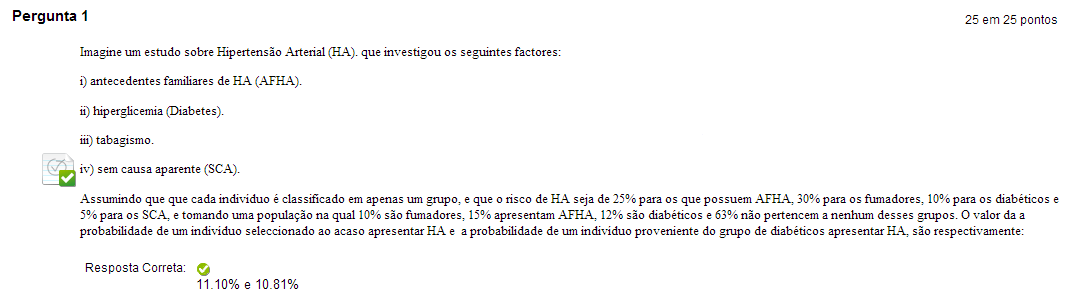 Pergunta 1
25 em 25 pontos
Imagine um estudo sobre Hipertensão Arterial (HA). que investigou os seguintes factores:
i) antecedentes familiares de HA (AFHA).
ii) hiperglicemia (Diabetes).
iii) tabagismo.
iv) sem causa aparente (SCA).
Assumindo que que cada individuo é classificado em apenas um grupo, e que o risco de HA seja de 25% para os que possuem AFHA, 30% para os fumadores, 10% para os diabéticos e
5% para os SCA, e tomando uma população na qual 10% são fumadores, 15% apresentam AFHA, 12% são diabéticos e 63% não pertencem a nenhum desses grupos. O valor da a
probabilidade de um individuo seleccionado ao acaso apresentar HA e a probabilidade de um individuo proveniente do grupo de diabéticos apresentar HA, são respectivamente:
Resposta Correta:
11.10% e 10.81%